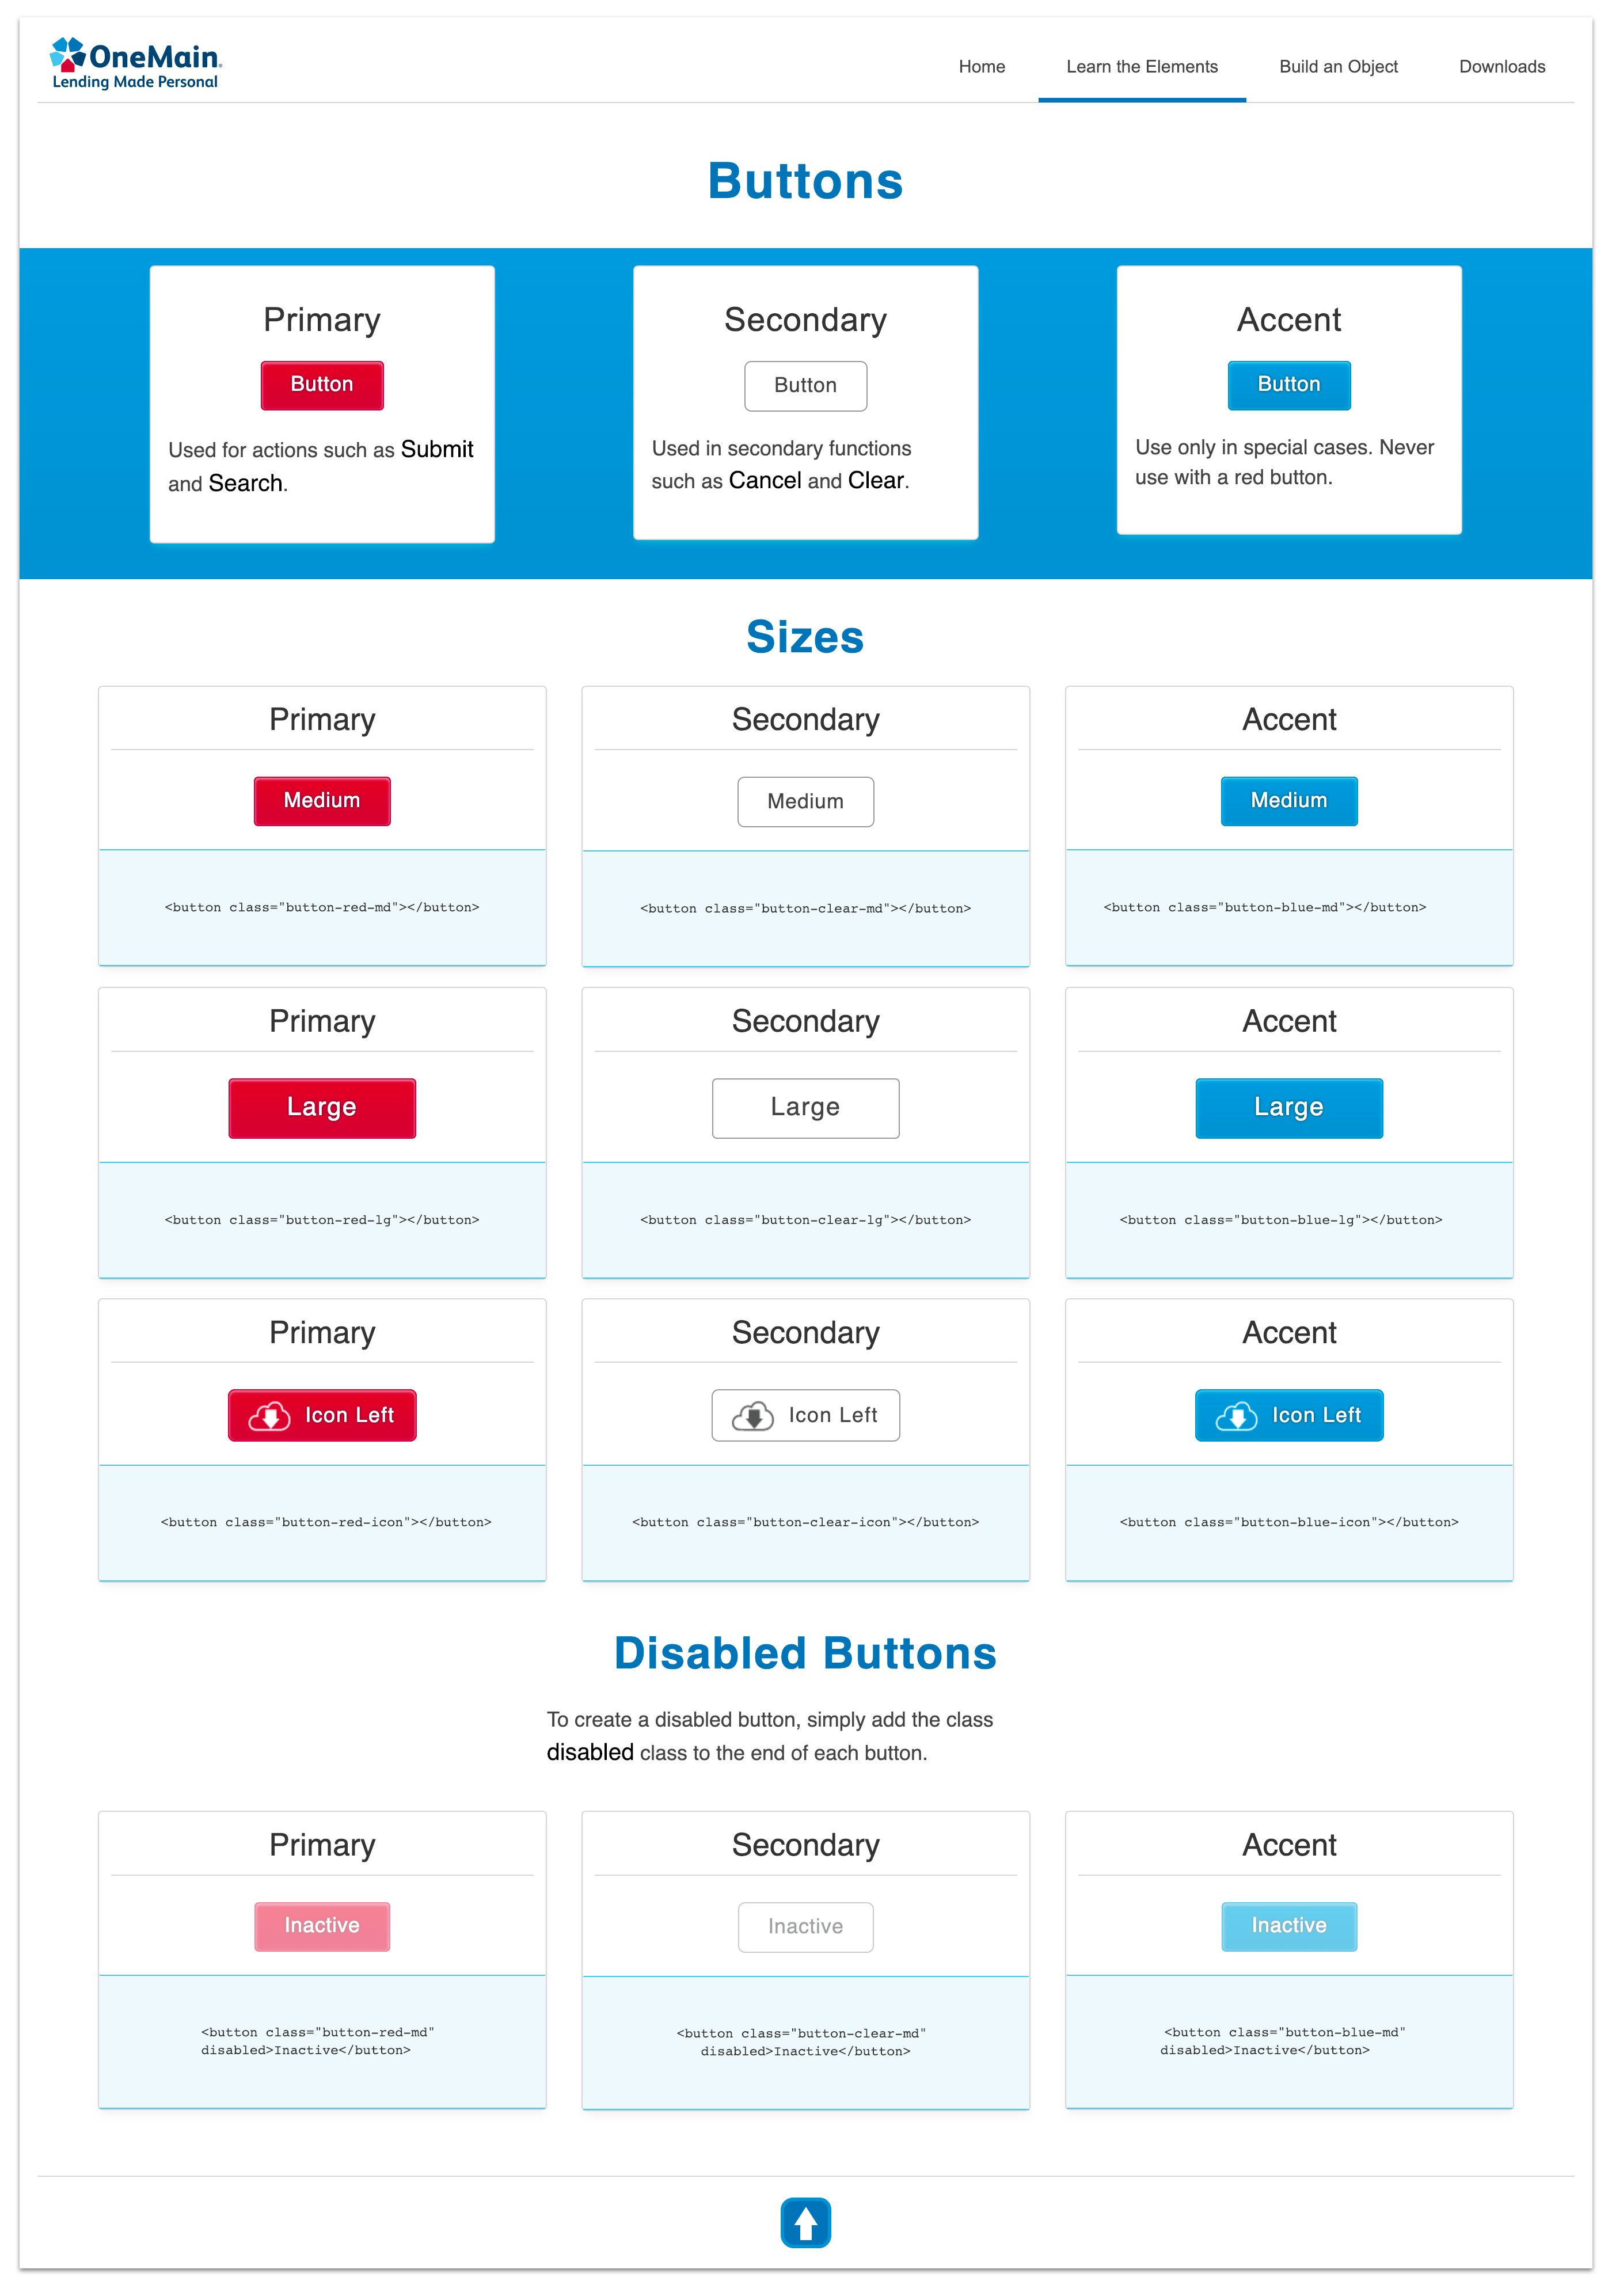 OneMain.
Lending Made Personal
Home
Learn the Elements
Build an Object
Downloads
Buttons
Primary
Button
Used for actions such as Submit
and Search.
Secondary
Button
Used in secondary functions
such as Cancel and Clear.
Accent
Button
Use only in special cases. Never
use with a red button.
Sizes
Primary
Medium
<button class="button-red-md"></button>
Secondary
Medium
<button class="button-clear-md"></button>
Accent
Medium
<button class="button-blue-md"></button>
Primary
Large
<button class="button-red-lg"></button>
Secondary
Large
<button class="button-clear-lg"></button>
Accent
Large
<button class="button-blue-lg"></button>
Primary
Icon Left
<button class="button-red-icon"></button>
Secondary
Icon Left
<button class="button-clear-icon"></button>
Accent
Icon Left
<button class="button-blue-icon"></button>
Disabled Buttons
To create a disabled button, simply add the class
disabled class to the end of each button.
Primary
Inactive
<button class="button-red-md"
disabled>Inactive</button>
Secondary
Inactive
<button class="button-clear-md"
disabled>Inactive</button>
Accent
Inactive
<button class="button-blue-md"
disabled>Inactive</button>